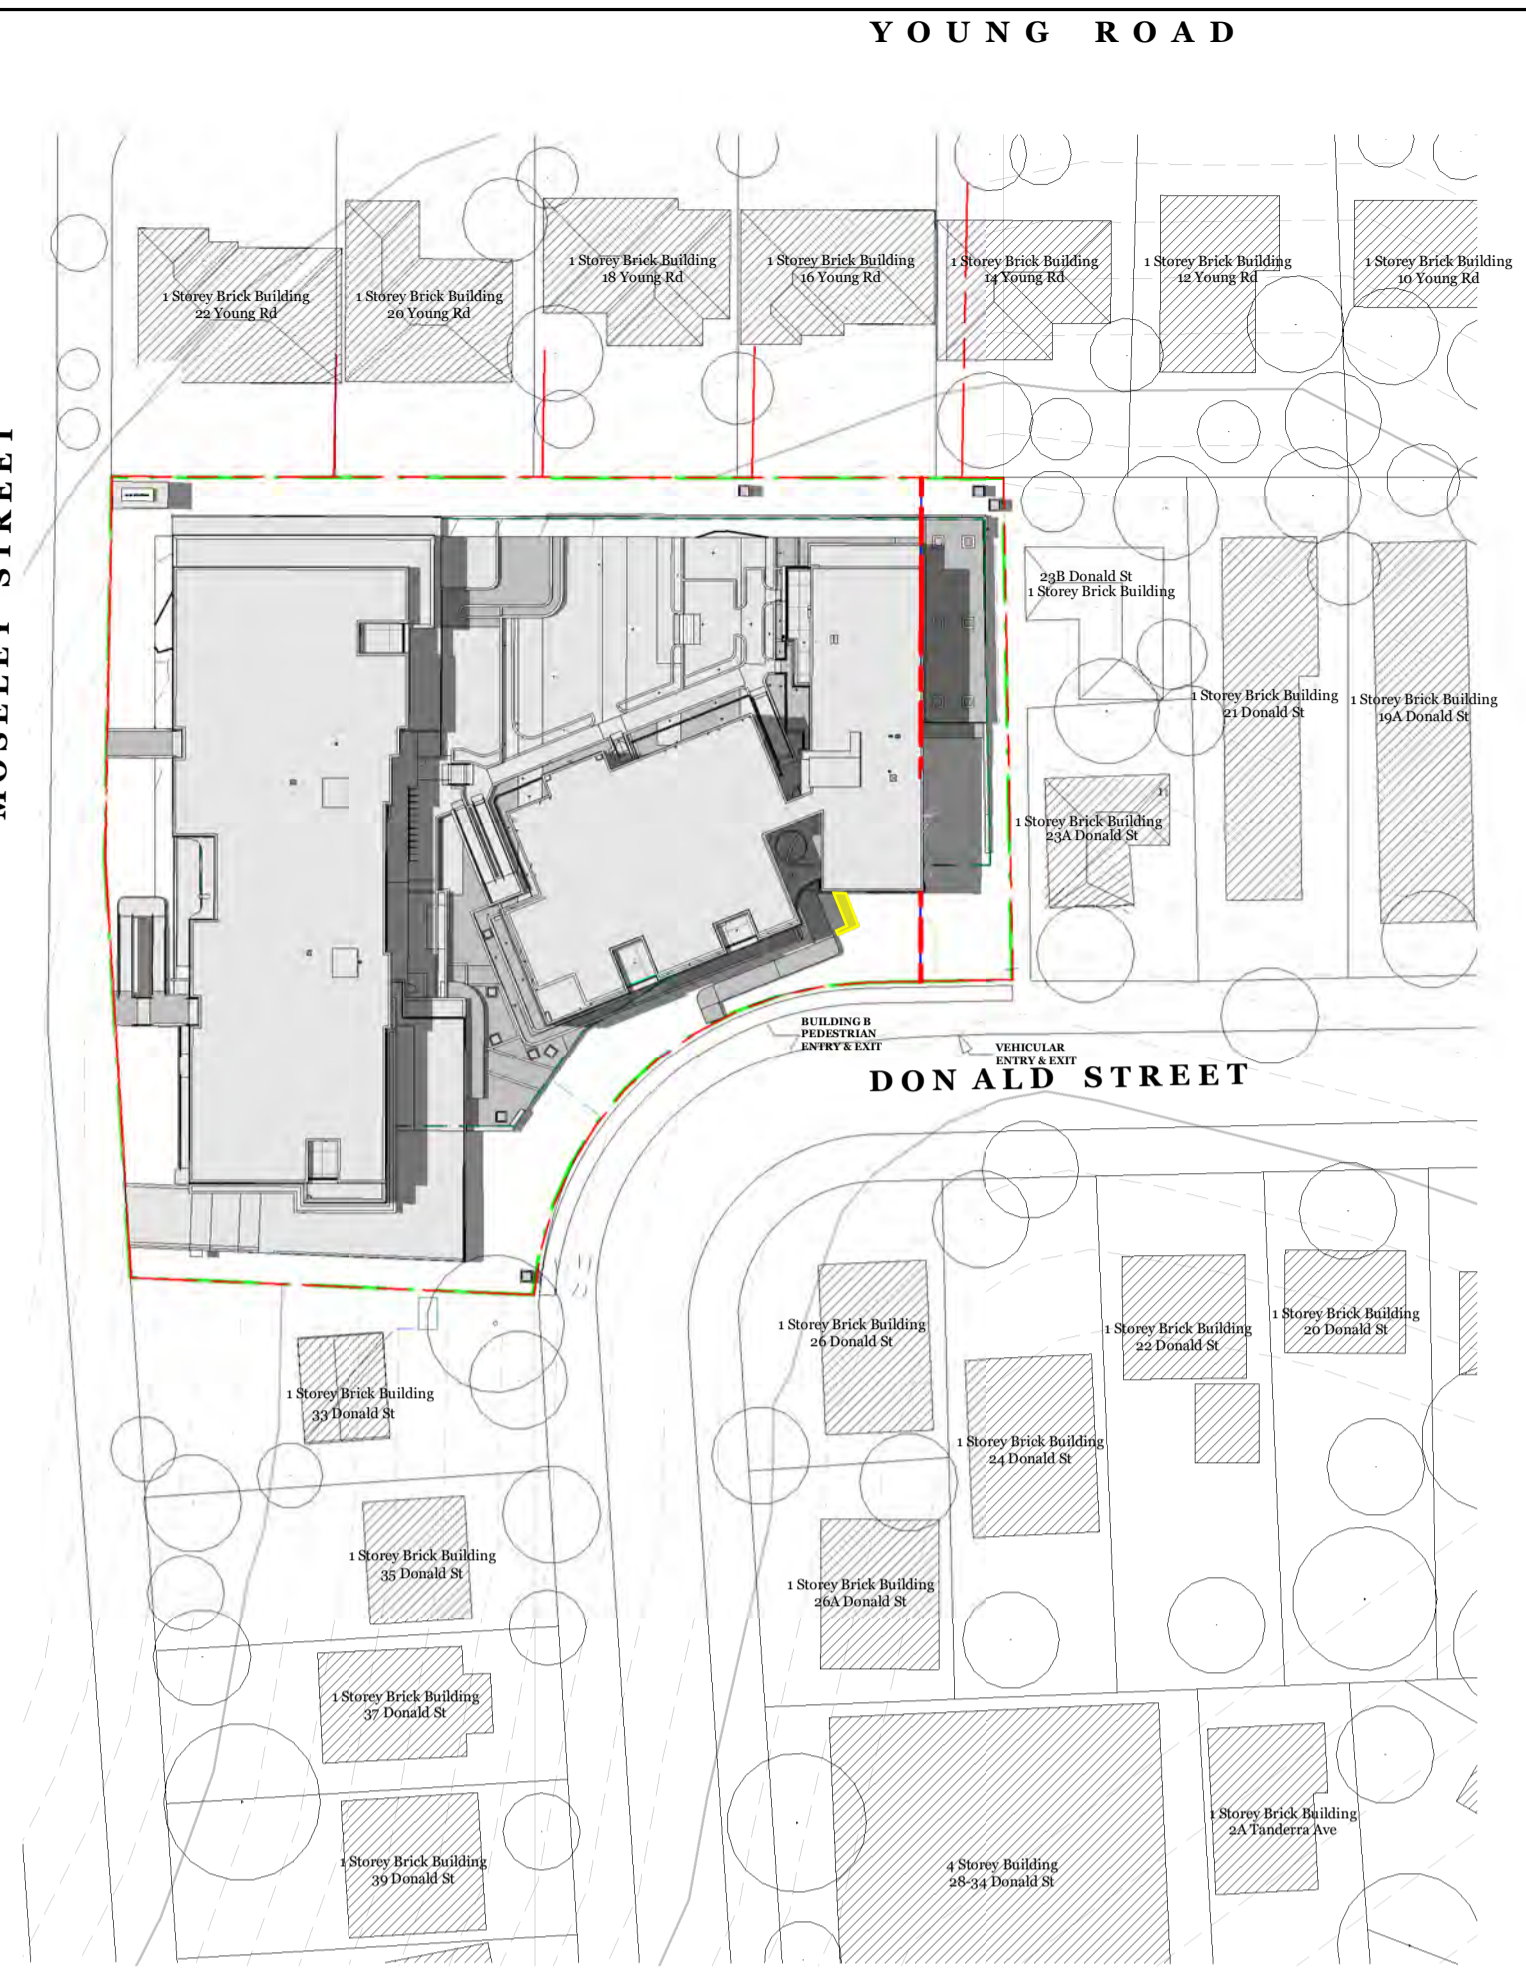 YOUNG ROAD
MOSELEY STREET
1 Storey Brick Building
22 Young Rd
1 Storey Brick Building
20 Young Rd
1 Storey Brick Building
18 Young Rd
1 Storey Brick Building
16 Young Rd
1 Storey Brick Building
14 Young Rd
1 Storey Brick Building
12 Young Rd
1 Storey Brick Building
10 Young Rd
23B Donald St
1 Storey Brick Building
1 Storey Brick Building
21 Donald St
1 Storey Brick Building
19A Donald St
1 Storey Brick Building
23A Donald St
BUILDING B
PEDESTRIAN
ENTRY & EXIT
VEHICULAR
ENTRY & EXIT
DONALD STREET
1 Storey Brick Building
26 Donald St
1 Storey Brick Building
22 Donald St
1 Storey Brick Building
20 Donald St
1 Storey Brick Building
33 Donald St
1 Storey Brick Building
24 Donald St
1 Storey Brick Building
35 Donald St
1 Storey Brick Building
26A Donald St
1 Storey Brick Building
37 Donald St
1 Storey Brick Building
2A Tanderra Ave
1 Storey Brick Building
39 Donald St
4 Storey Building
28-34 Donald St